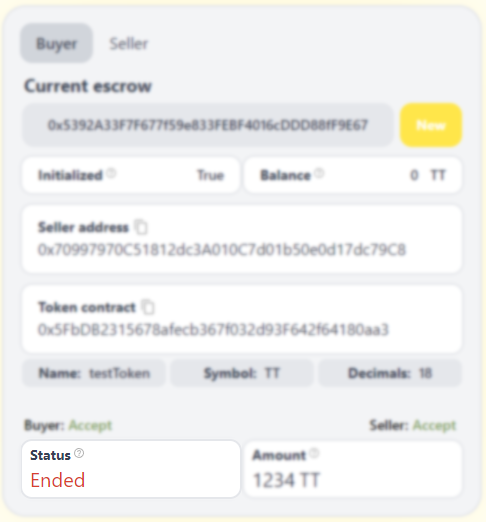 Buyer Seller
Current escrow
0x5392A33F7F677f59e833FEBF4016cDDD88fF9E67 New
Initialized ? True Balance ? 0 TT
Seller address
0x70997970C51812dc3A010C7d01b50e0d17dc79C8
Token contract
0x5FbDB2315678afecb367f032d93F642f64180aa3
Name: testToken Symbol: TT Decimals: 18
Buyer: Accept Seller: Accept
Status ? Amount ?
Ended 1234 TT